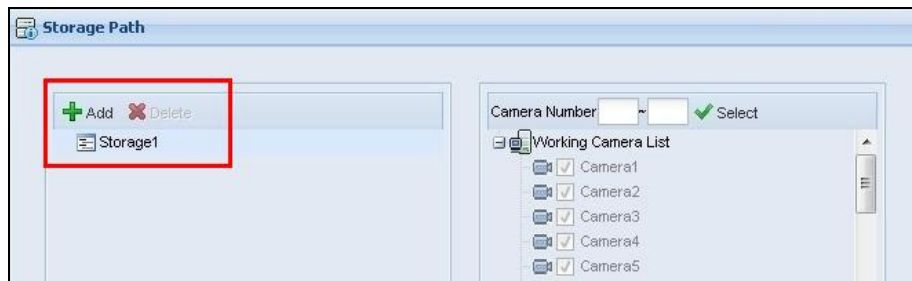 Storage Path
Add Delete
Storage1
Camera Number ~ Select
Working Camera List
Camera1
Camera2
Camera3
Camera4
Camera5